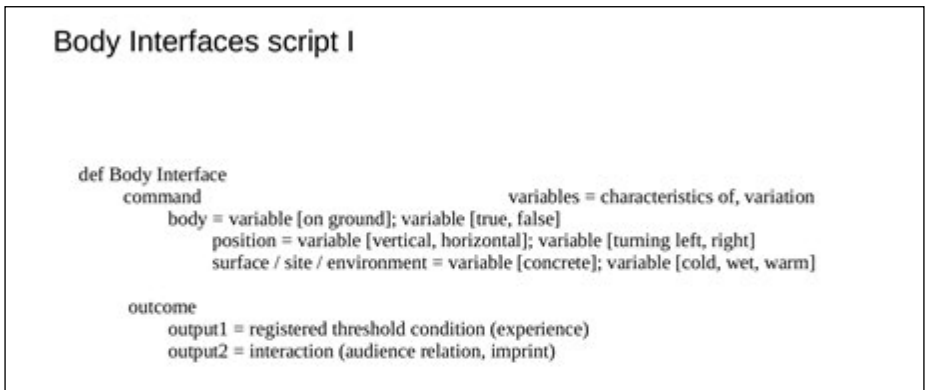 Body Interfaces script I
def Body Interface
command variables = characteristics of, variation
body = variable [on ground]; variable [true, false]
position = variable [vertical, horizontal]; variable [turning left, right]
surface / site / environment = variable [concrete]; variable [cold, wet, warm]
outcome
output1 = registered threshold condition (experience)
output2 = interaction (audience relation, imprint)